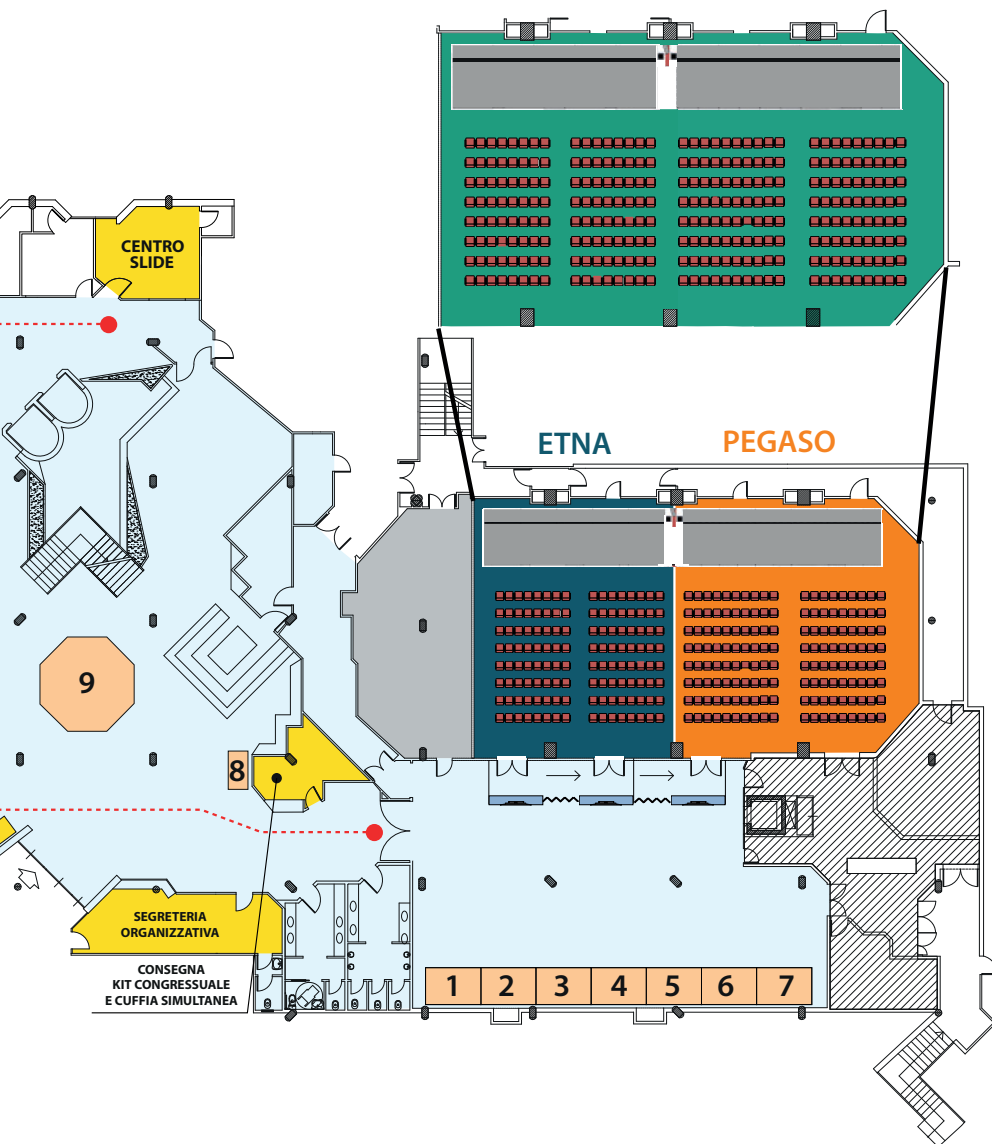 CENTRO
SLIDE
ETNA
PEGASO
9
8
SEGRETERIA
ORGANIZZATIVA
CONSEGNA
KIT CONGRESSUALE
E CUFFIA SIMULTANEA
1 2 3 4 5 6 7